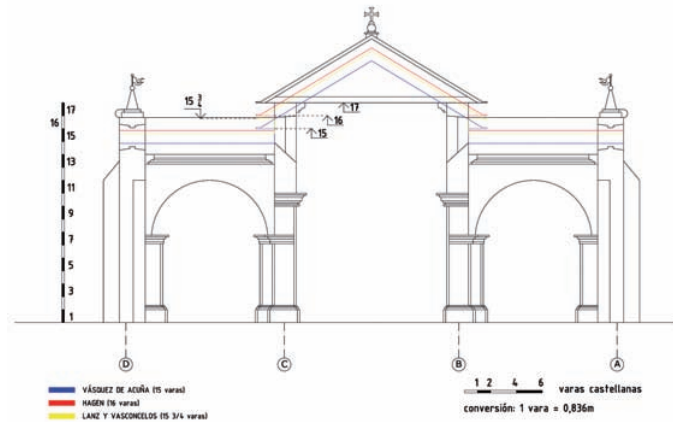 15 3/4
17
16
15
17
16
15
13
11
9
7
5
3
1
D
C
B
A
VÁSQUEZ DE ACUÑA (15 varas)
HAGEN (16 varas)
LANZ Y VASCONCELOS (15 3/4 varas)
1 2 4 6 varas castellanas
conversión: 1 vara = 0,836m